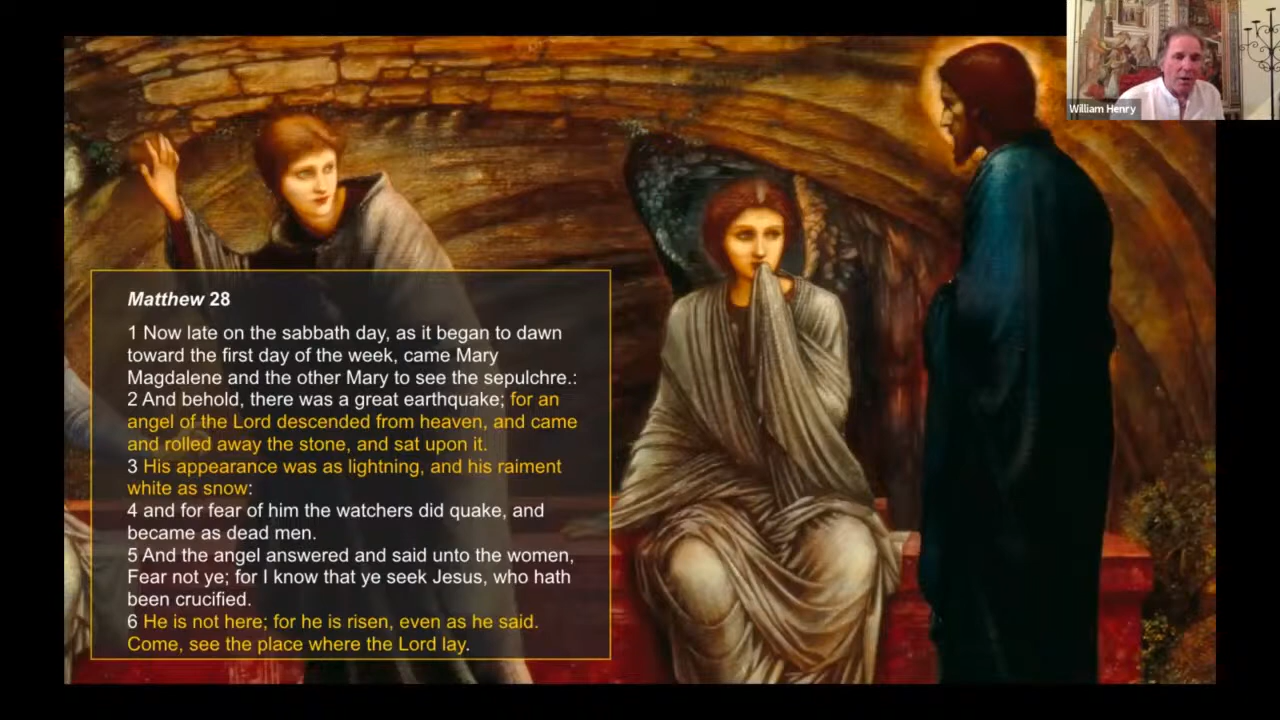 William Henry
Matthew 28
1 Now late on the sabbath day, as it began to dawn
toward the first day of the week, came Mary
Magdalene and the other Mary to see the sepulchre.:
2 And behold, there was a great earthquake; for an
angel of the Lord descended from heaven, and came
and rolled away the stone, and sat upon it.
3 His appearance was as lightning, and his raiment
white as snow:
4 and for fear of him the watchers did quake, and
became as dead men.
5 And the angel answered and said unto the women,
Fear not ye; for I know that ye seek Jesus, who hath
been crucified.
6 He is not here; for he is risen, even as he said.
Come, see the place where the Lord lay.